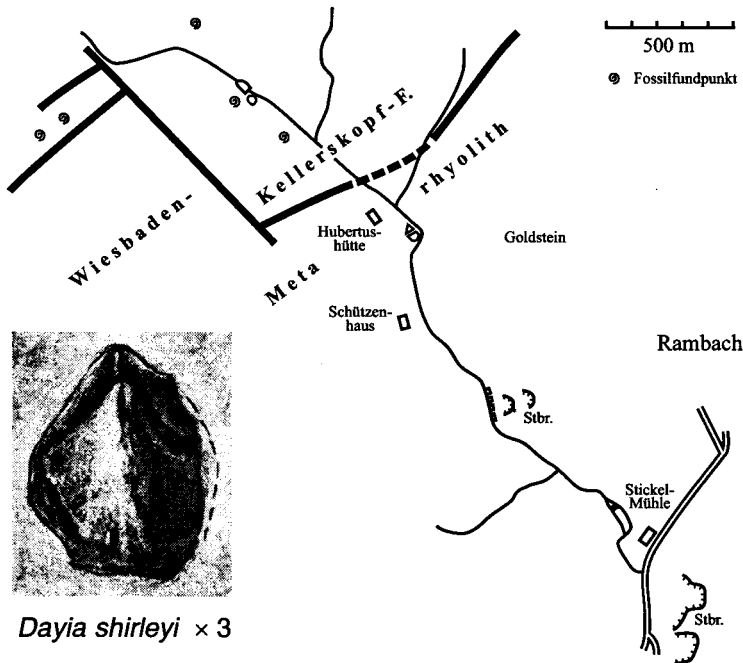 500 m
Fossilfundpunkt
Kellerskopf-F.
Wiesbaden-
Meta rhyolith
Hubertus-
hütte
Goldstein
Schützen-
haus
Rambach
Stbr.
Stickel-
Mühle
Stbr.
Dayia shirleyi × 3